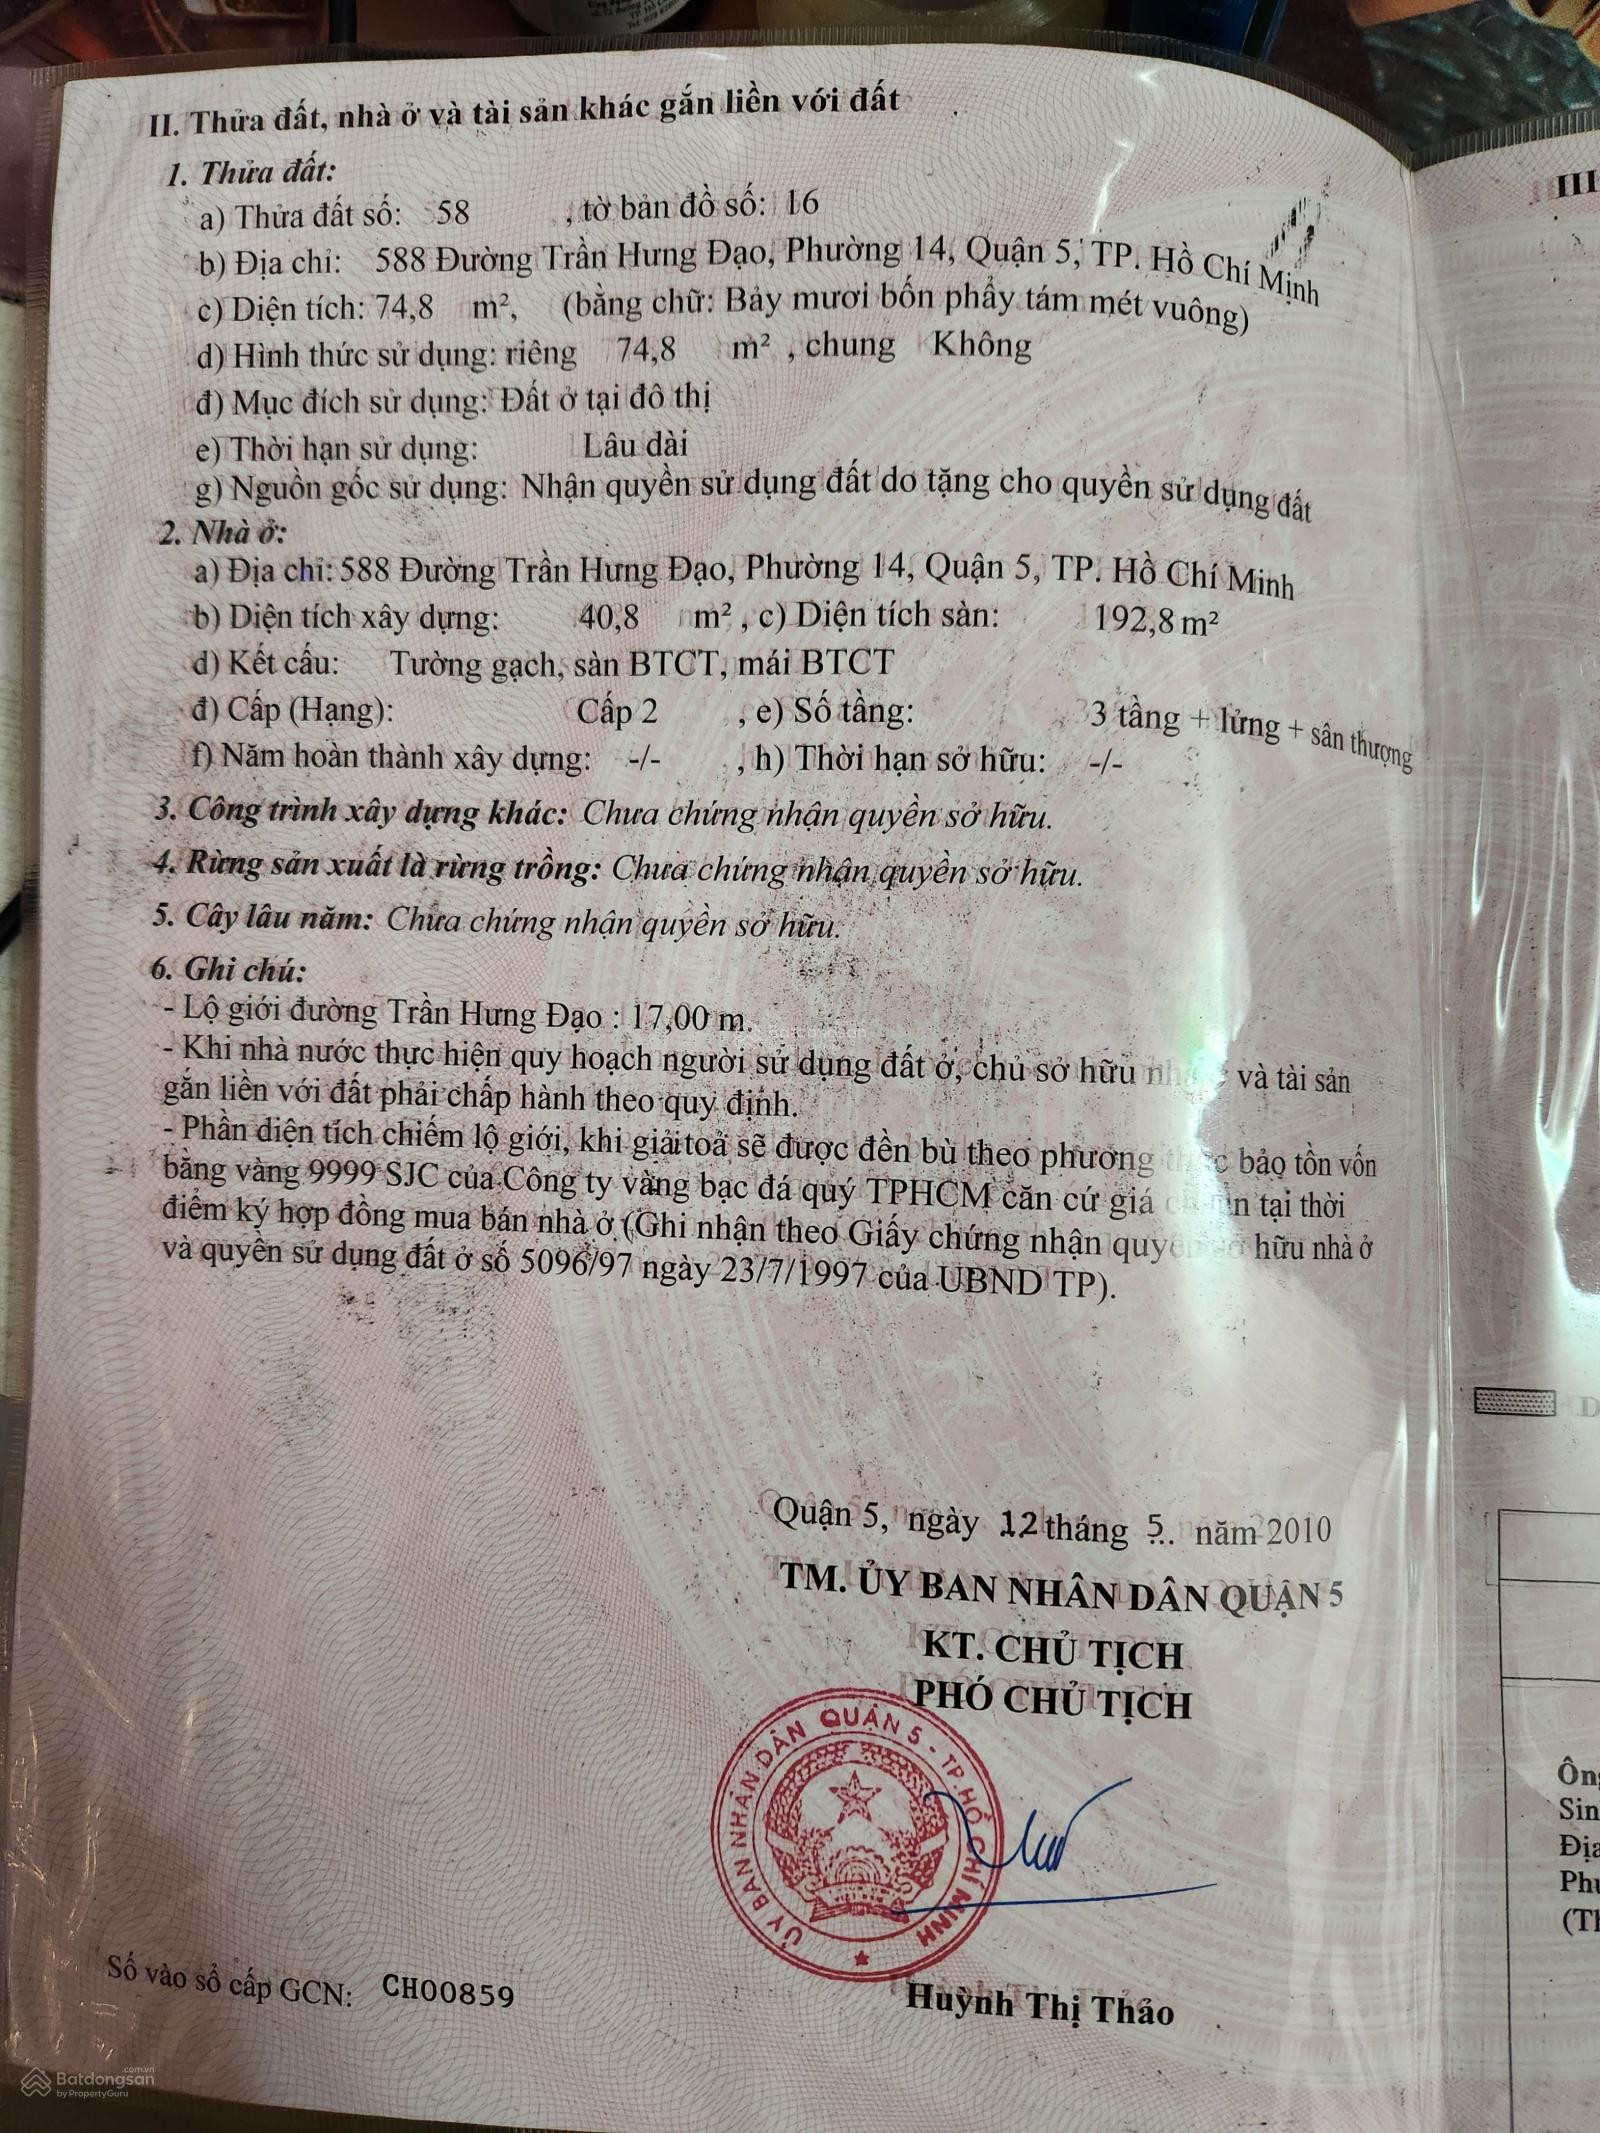 II. Thửa đất, nhà ở và tài sản khác gắn liền với đất
1. Thửa đất:
a) Thửa đất số: 58 , tờ bản đồ số: 16
b) Địa chỉ: 588 Đường Trần Hưng Đạo, Phường 14, Quận 5, TP. Hồ Chí Minh
c) Diện tích: 74,8 m², (bằng chữ: Bảy mươi bốn phẩy tám mét vuông)
d) Hình thức sử dụng: riêng 74,8 m² , chung Không
đ) Mục đích sử dụng: Đất ở tại đô thị
e) Thời hạn sử dụng: Lâu dài
g) Nguồn gốc sử dụng: Nhận quyền sử dụng đất do tặng cho quyền sử dụng đất
2. Nhà ở:
a) Địa chỉ: 588 Đường Trần Hưng Đạo, Phường 14, Quận 5, TP. Hồ Chí Minh
b) Diện tích xây dựng: 40,8 m² , c) Diện tích sàn: 192,8 m²
d) Kết cấu: Tường gạch, sàn BTCT, mái BTCT
đ) Cấp (Hạng): Cấp 2 , e) Số tầng: 3 tầng + lửng + sân thượng
f) Năm hoàn thành xây dựng: -/- , h) Thời hạn sở hữu: -/-
3. Công trình xây dựng khác: Chưa chứng nhận quyền sở hữu.
4. Rừng sản xuất là rừng trồng: Chưa chứng nhận quyền sở hữu.
5. Cây lâu năm: Chưa chứng nhận quyền sở hữu.
6. Ghi chú:
- Lộ giới đường Trần Hưng Đạo : 17,00 m.
- Khi nhà nước thực hiện quy hoạch người sử dụng đất ở, chủ sở hữu và tài sản
gắn liền với đất phải chấp hành theo quy định.
- Phần diện tích chiếm lộ giới, khi giải toả sẽ được đền bù theo phương bảo tồn vốn
bằng vàng 9999 SJC của Công ty vàng bạc đá quý TPHCM căn cứ giá tại thời
điểm ký hợp đồng mua bán nhà ở (Ghi nhận theo Giấy chứng nhận quyền sở hữu nhà ở
và quyền sử dụng đất ở số 5096/97 ngày 23/7/1997 của UBND TP).
Quận 5, ngày 12 tháng 5 năm 2010
TM. ỦY BAN NHÂN DÂN QUẬN 5
KT. CHỦ TỊCH
PHÓ CHỦ TỊCH
ỦY BAN NHÂN DÂN QUẬN 5 - TP. HỒ CHÍ MINH
Huỳnh Thị Thảo
Số vào sổ cấp GCN: CH00859
III
Sin
Địa
(Th
Batdongsan.com.vn
by PropertyGuru